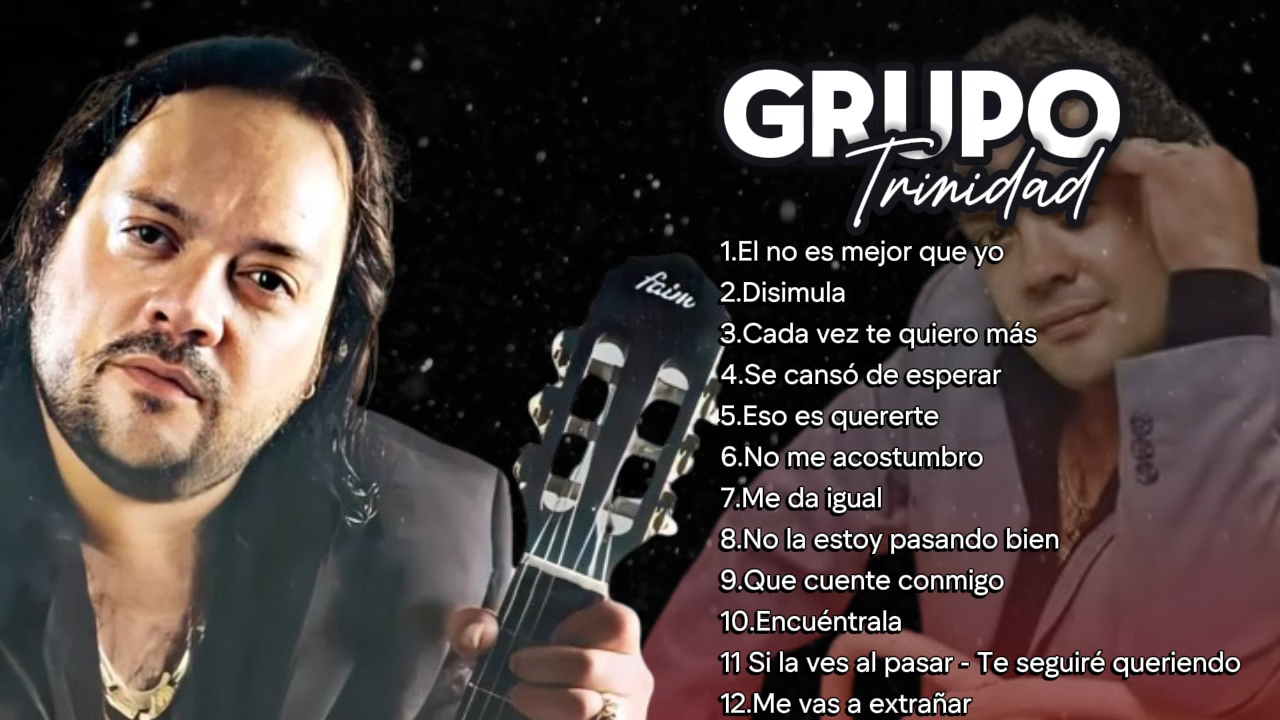 GRUPO
Trinidad
1.El no es mejor que yo
2.Disimula
3.Cada vez te quiero más
4.Se cansó de esperar
5.Eso es quererte
6.No me acostumbro
7.Me da igual
8.No la estoy pasando bien
9.Que cuente conmigo
10.Encuéntrala
11 Si la ves al pasar - Te seguiré queriendo
12.Me vas a extrañar
faim